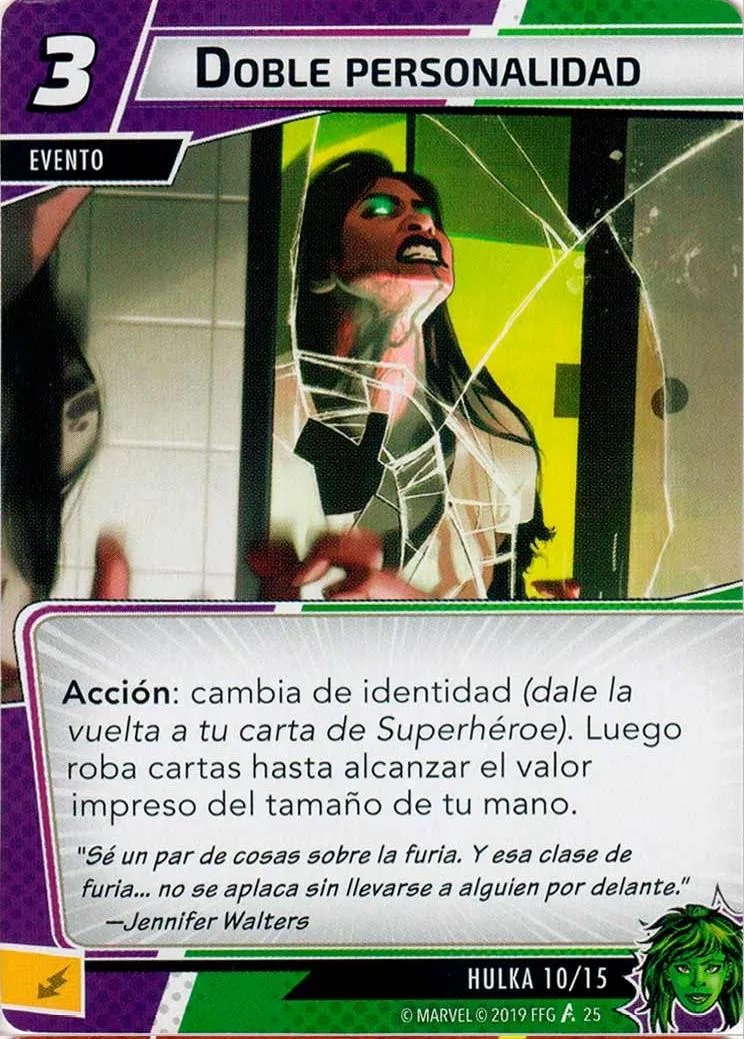 3
DOBLE PERSONALIDAD
EVENTO
Acción: cambia de identidad (dale la
vuelta a tu carta de Superhéroe). Luego
roba cartas hasta alcanzar el valor
impreso del tamaño de tu mano.
"Sé un par de cosas sobre la furia. Y esa clase de
furia... no se aplaca sin llevarse a alguien por delante."
—Jennifer Walters
HULKA 10/15
© MARVEL © 2019 FFG A 25